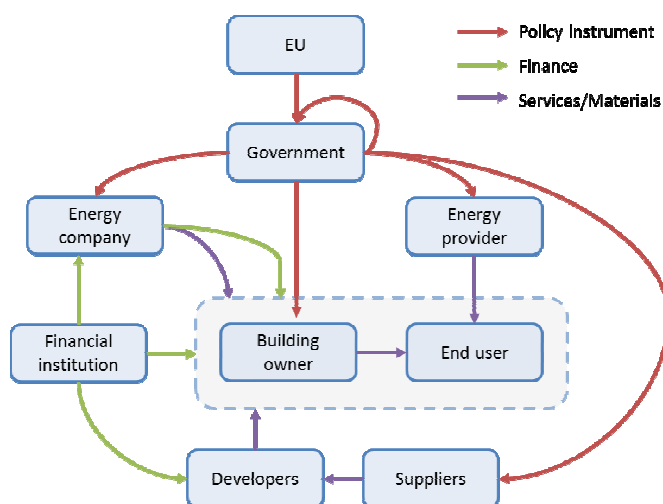 EU
Policy instrument
Finance
Services/Materials
Government
Energy
company
Energy
provider
Financial
institution
Building
owner
End user
Developers
Suppliers